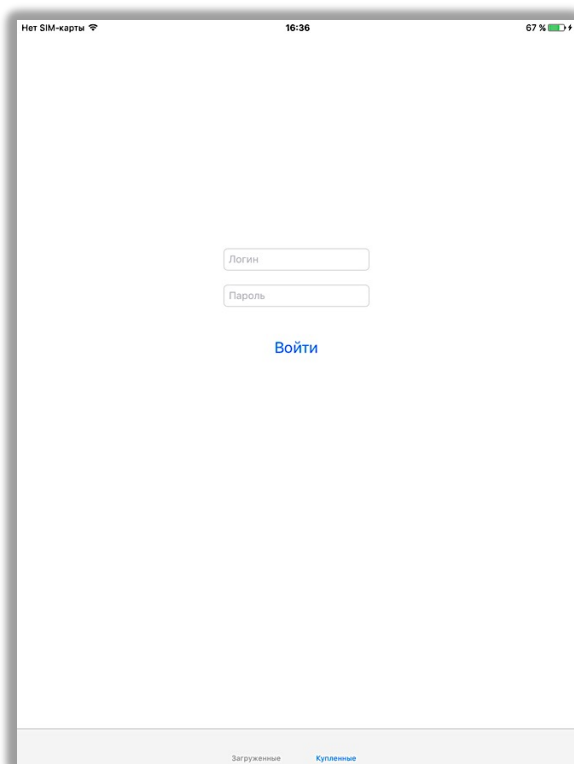 Нет SIM-карты 16:36 67 %
Логин
Пароль
Войти
Загруженные Купленные